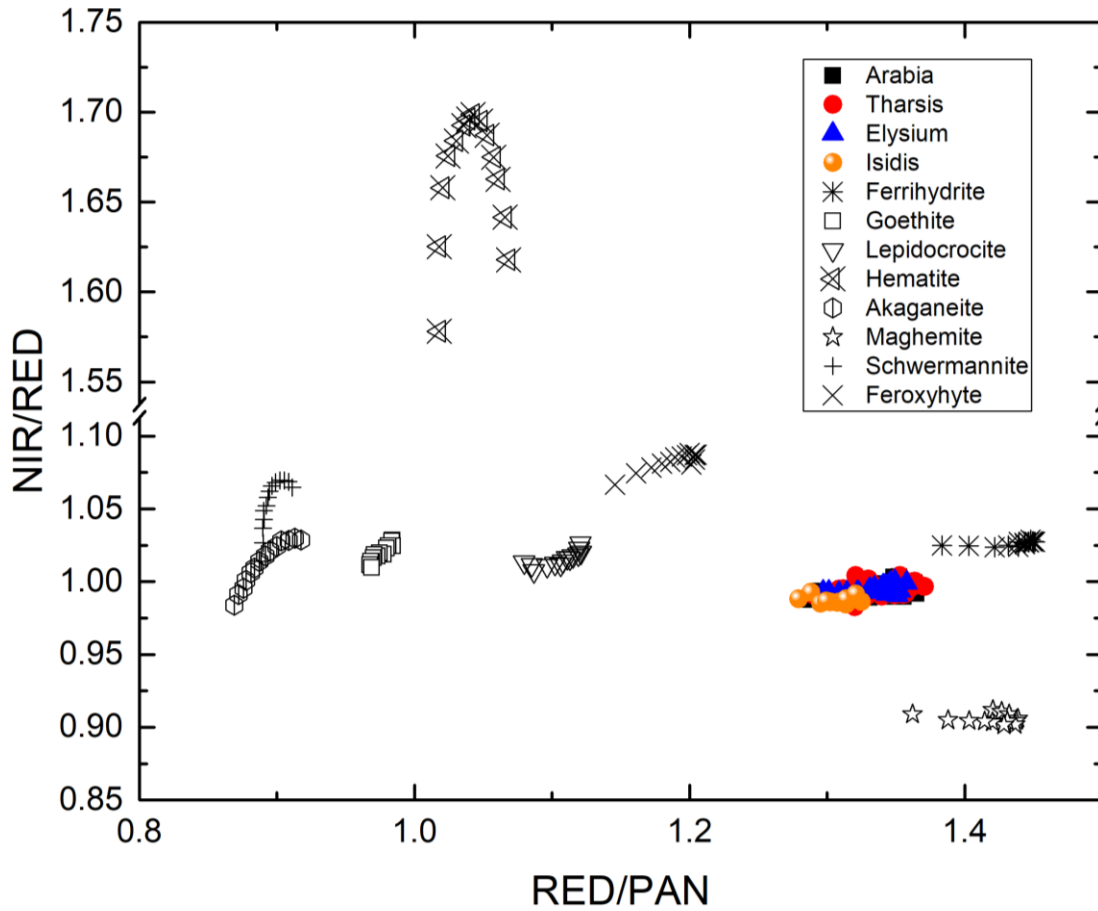 1.75
1.70
1.65
1.60
1.55
1.10
1.05
1.00
0.95
0.90
0.85
NIR/RED
0.8
1.0
1.2
1.4
RED/PAN
Arabia
Tharsis
Elysium
Isidis
Ferrihydrite
Goethite
Lepidocrocite
Hematite
Akaganeite
Maghemite
Schwermannite
Feroxyhyte